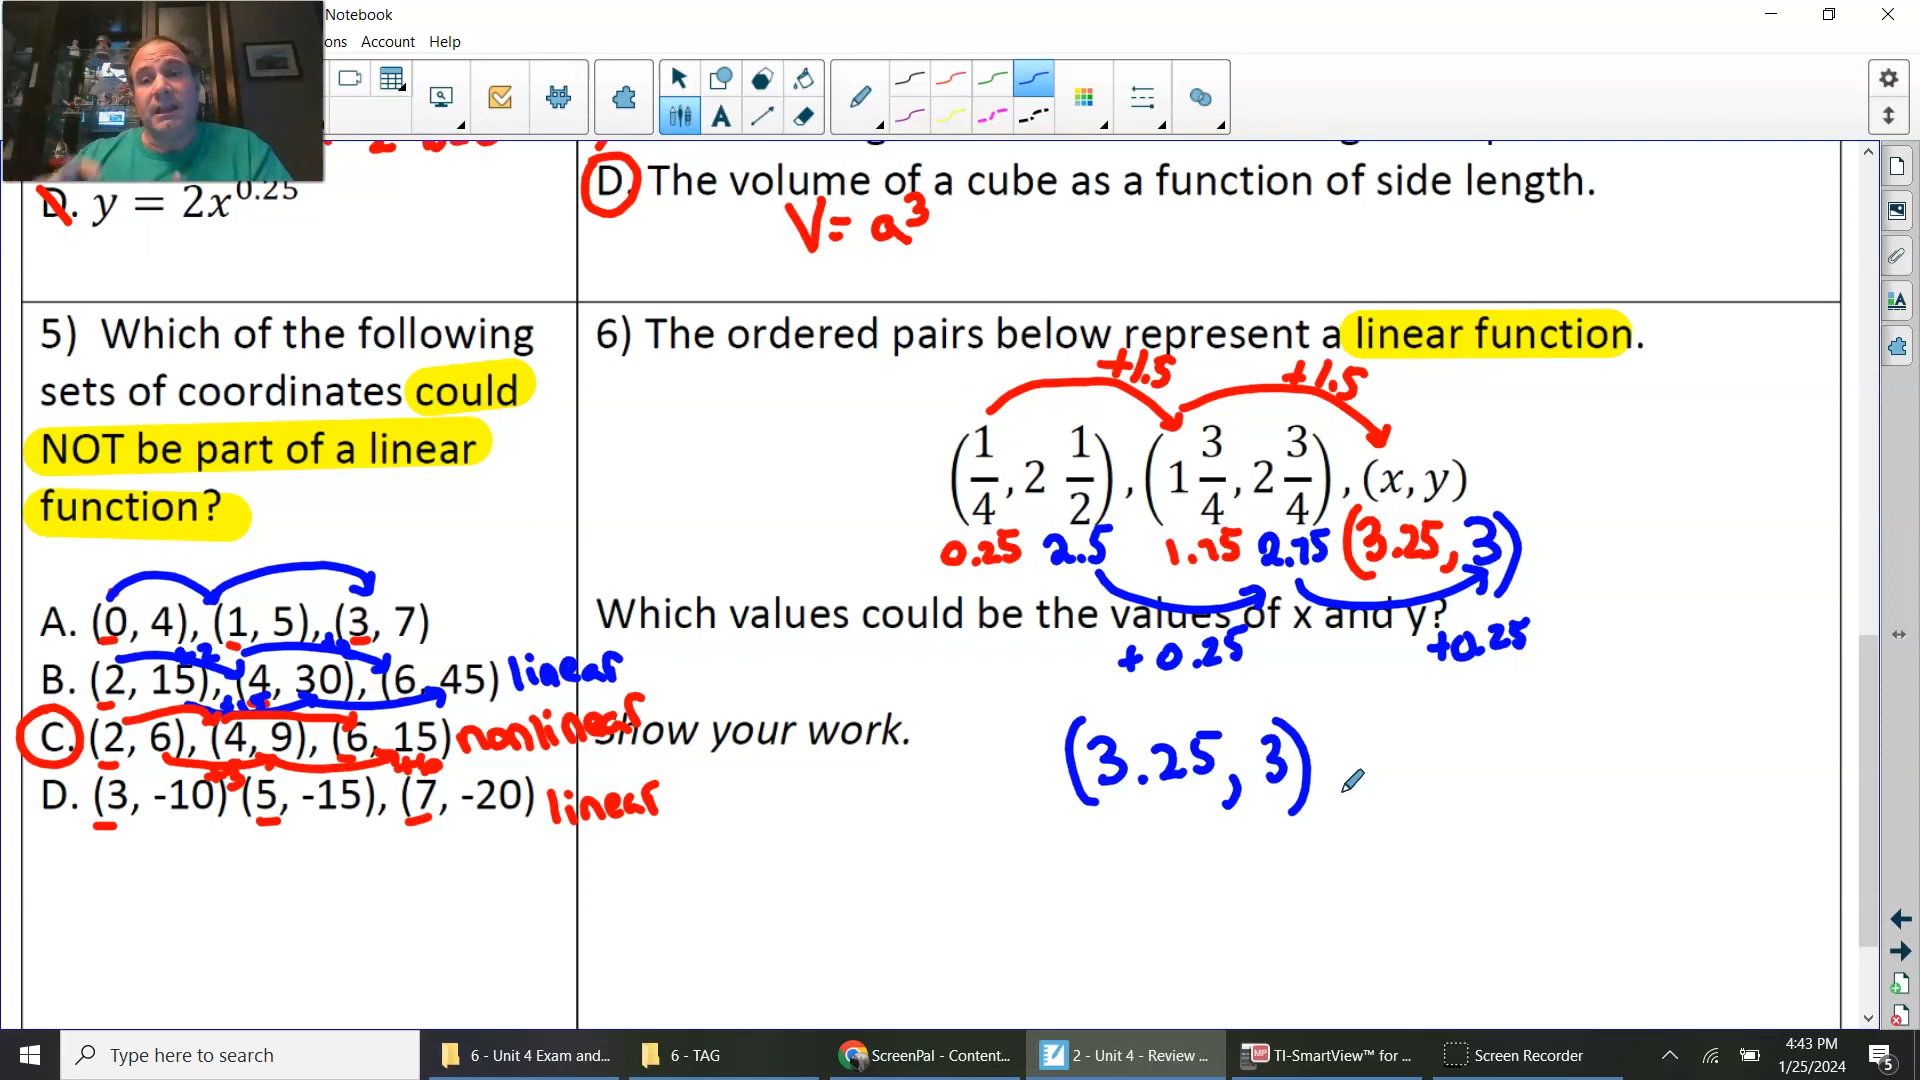 Notebook
ons Account Help
D. y = 2x^0.25
D. The volume of a cube as a function of side length.
V = a³
5) Which of the following
sets of coordinates could
NOT be part of a linear
function?
A. (0, 4), (1, 5), (3, 7)
B. (2, 15), (4, 30), (6, 45) linear
+2
+15
C. (2, 6), (4, 9), (6, 15) nonlinear
+3 +6
D. (3, -10) (5, -15), (7, -20) linear
6) The ordered pairs below represent a linear function.
+1.5 +1.5
(1/4, 2 1/2), (1 3/4, 2 3/4), (x, y)
0.25 2.5 1.75 2.75 (3.25, 3)
Which values could be the values of x and y?
+0.25 +0.25
Show your work.
(3.25, 3)
Type here to search
6 - Unit 4 Exam and...
6 - TAG
ScreenPal - Content...
2 - Unit 4 - Review ...
TI-SmartView™ for ...
Screen Recorder
4:43 PM
1/25/2024
5